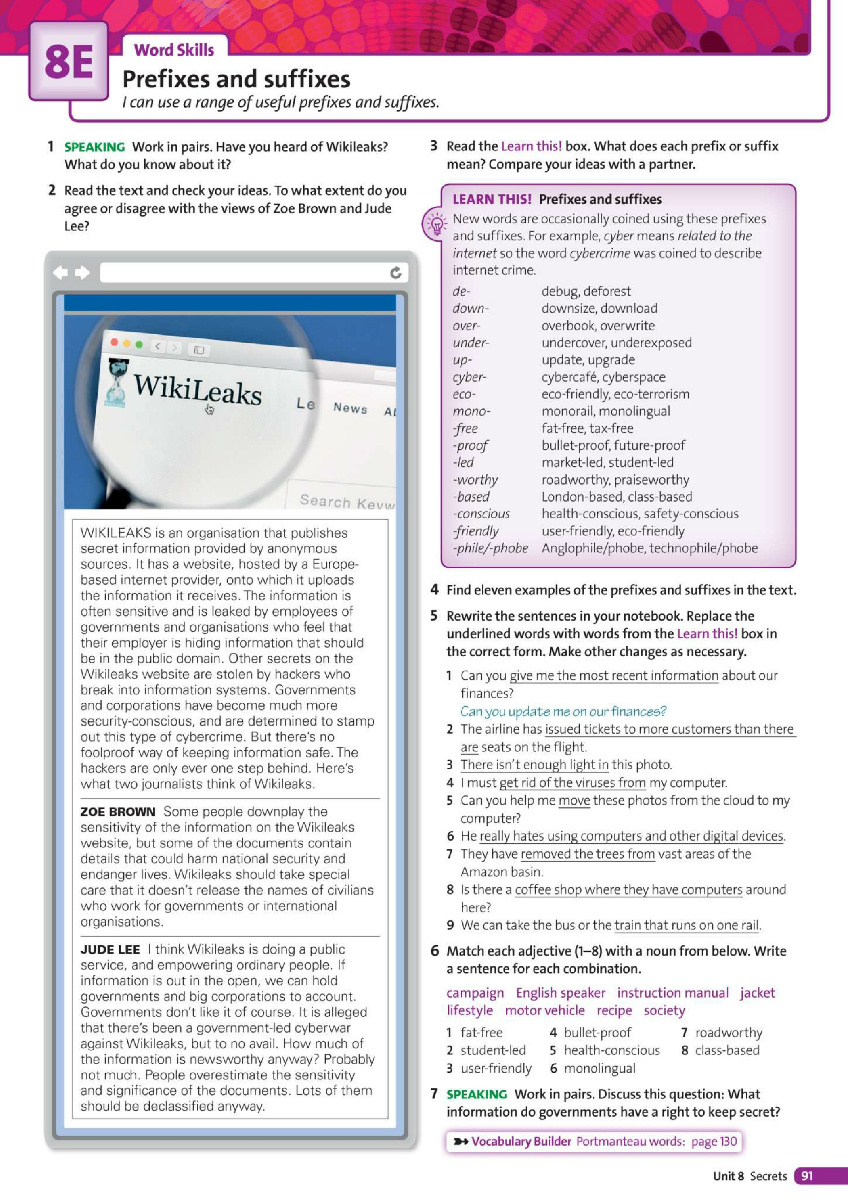 8E
Word Skills
Prefixes and suffixes
I can use a range of useful prefixes and suffixes.
1 SPEAKING Work in pairs. Have you heard of Wikileaks?
What do you know about it?
2 Read the text and check your ideas. To what extent do you
agree or disagree with the views of Zoe Brown and Jude
Lee?
WikiLeaks
Le News
Search Keyw
WIKILEAKS is an organisation that publishes
secret information provided by anonymous
sources. It has a website, hosted by a Europe-
based internet provider, onto which it uploads
the information it receives. The information is
often sensitive and is leaked by employees of
governments and organisations who feel that
their employer is hiding information that should
be in the public domain. Other secrets on the
Wikileaks website are stolen by hackers who
break into information systems. Governments
and corporations have become much more
security-conscious, and are determined to stamp
out this type of cybercrime. But there's no
foolproof way of keeping information safe. The
hackers are only ever one step behind. Here's
what two journalists think of Wikileaks.
ZOE BROWN Some people downplay the
sensitivity of the information on the Wikileaks
website, but some of the documents contain
details that could harm national security and
endanger lives. Wikileaks should take special
care that it doesn't release the names of civilians
who work for governments or international
organisations.
JUDE LEE I think Wikileaks is doing a public
service, and empowering ordinary people. If
information is out in the open, we can hold
governments and big corporations to account.
Governments don't like it of course. It is alleged
that there's been a government-led cyberwar
against Wikileaks, but to no avail. How much of
the information is newsworthy anyway? Probably
not much. People overestimate the sensitivity
and significance of the documents. Lots of them
should be declassified anyway.
3 Read the Learn this! box. What does each prefix or suffix
mean? Compare your ideas with a partner.
LEARN THIS! Prefixes and suffixes
New words are occasionally coined using these prefixes
and suffixes. For example, cyber means related to the
internet so the word cybercrime was coined to describe
internet crime.
de- debug, deforest
down- downsize, download
over- overbook, overwrite
under- undercover, underexposed
up- update, upgrade
cyber- cybercafé, cyberspace
eco- eco-friendly, eco-terrorism
mono- monorail, monolingual
-free fat-free, tax-free
-proof bullet-proof, future-proof
-led market-led, student-led
-worthy roadworthy, praiseworthy
-based London-based, class-based
-conscious health-conscious, safety-conscious
-friendly user-friendly, eco-friendly
-phile/-phobe Anglophile/phobe, technophile/phobe
4 Find eleven examples of the prefixes and suffixes in the text.
5 Rewrite the sentences in your notebook. Replace the
underlined words with words from the Learn this! box in
the correct form. Make other changes as necessary.
1 Can you give me the most recent information about our
finances?
Can you update me on our finances?
2 The airline has issued tickets to more customers than there
are seats on the flight.
3 There isn't enough light in this photo.
4 I must get rid of the viruses from my computer.
5 Can you help me move these photos from the cloud to my
computer?
6 He really hates using computers and other digital devices.
7 They have removed the trees from vast areas of the
Amazon basin.
8 Is there a coffee shop where they have computers around
here?
9 We can take the bus or the train that runs on one rail.
6 Match each adjective (1–8) with a noun from below. Write
a sentence for each combination.
campaign English speaker instruction manual jacket
lifestyle motor vehicle recipe society
1 fat-free 4 bullet-proof 7 roadworthy
2 student-led 5 health-conscious 8 class-based
3 user-friendly 6 monolingual
7 SPEAKING Work in pairs. Discuss this question: What
information do governments have a right to keep secret?
Vocabulary Builder Portmanteau words: page 130
Unit 8 Secrets 91